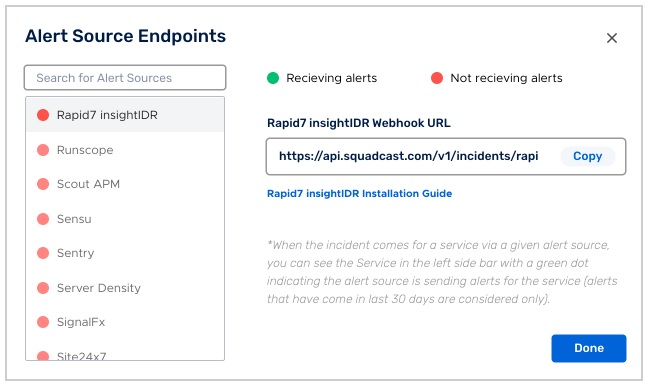 Alert Source Endpoints
Search for Alert Sources
Recieving alerts
Not recieving alerts
Rapid7 insightIDR
Runscope
Scout APM
Sensu
Sentry
Server Density
SignalFx
Site24x7
Rapid7 insightIDR Webhook URL
https://api.squadcast.com/v1/incidents/rapi
Copy
Rapid7 insightIDR Installation Guide
*When the incident comes for a service via a given alert source,
you can see the Service in the left side bar with a green dot
indicating the alert source is sending alerts for the service (alerts
that have come in last 30 days are considered only).
Done